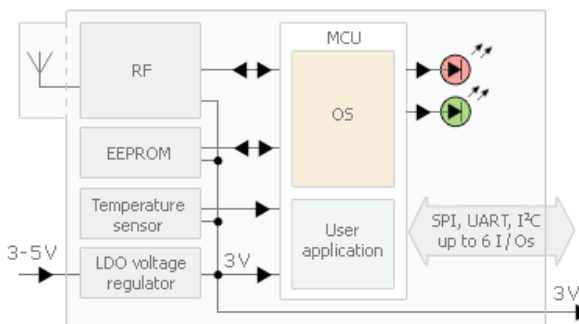 MCU
RF
OS
EEPROM
Temperature
sensor
User
application
SPI, UART, I²C
up to 6 I / Os
3-5V
LDO voltage
regulator
3V
3V